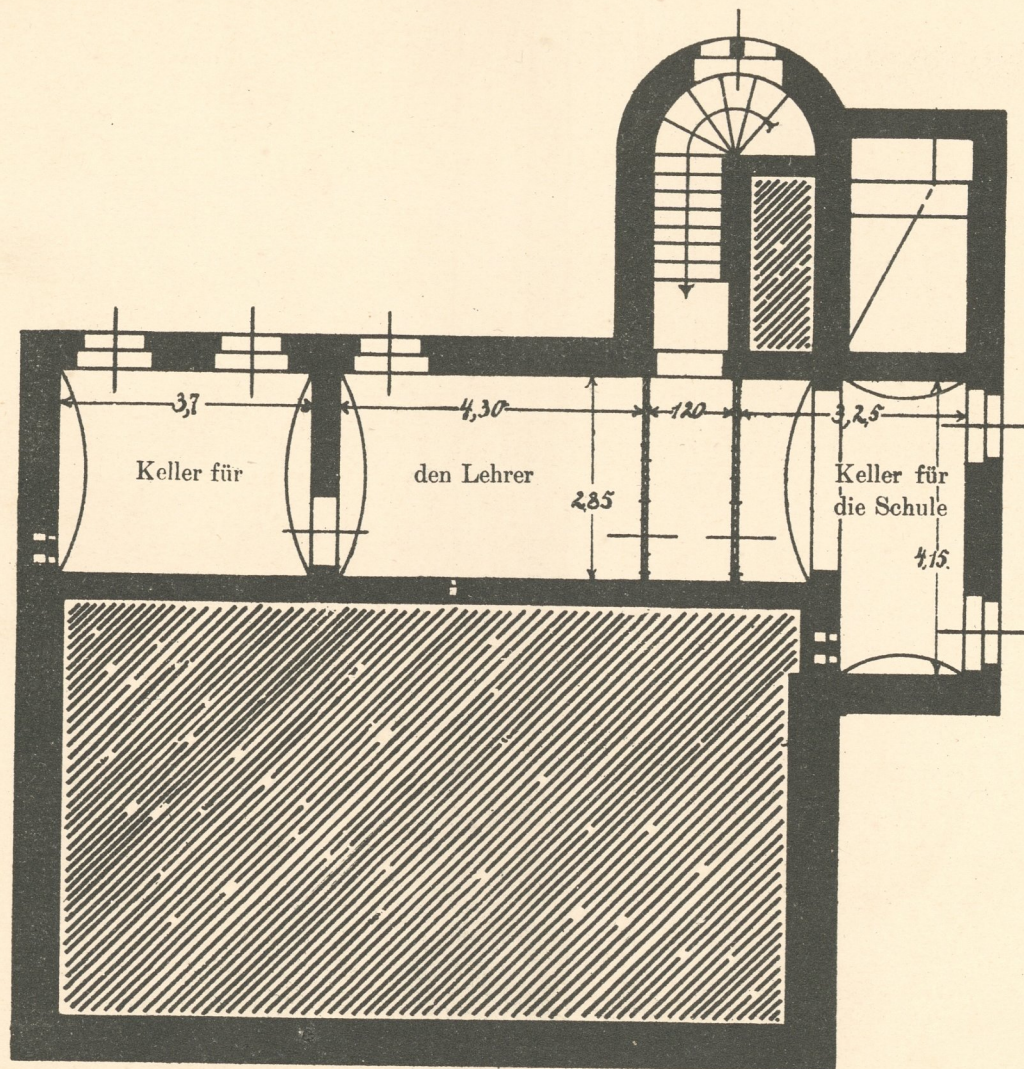 3,7
4,30
120
3,25
Keller für
den Lehrer
2,85
Keller für
die Schule
4,15.